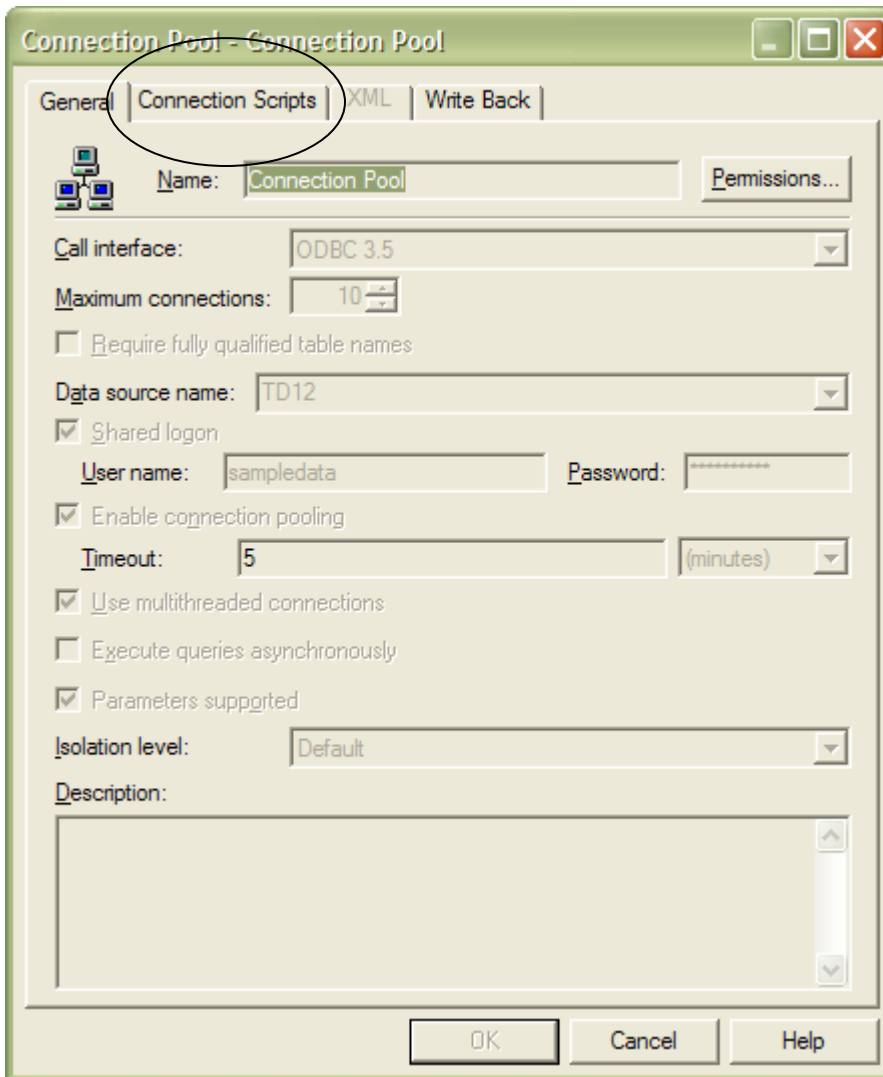 Connection Pool - Connection Pool
General Connection Scripts XML Write Back
Name: Connection Pool Permissions...
Call interface: ODBC 3.5
Maximum connections: 10
Require fully qualified table names
Data source name: TD12
Shared logon
User name: sampledata Password: **********
Enable connection pooling
Timeout: 5 (minutes)
Use multithreaded connections
Execute queries asynchronously
Parameters supported
Isolation level: Default
Description:
OK Cancel Help